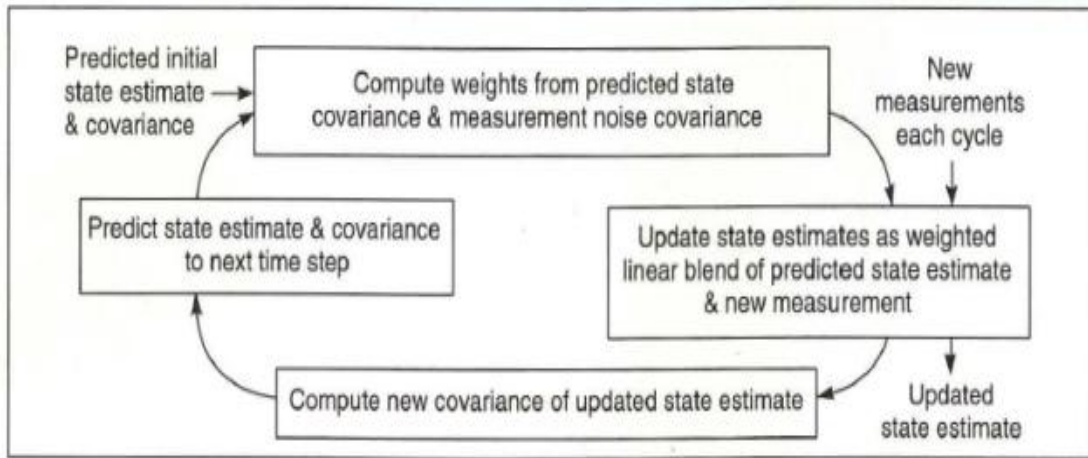 Predicted initial
state estimate
& covariance
Compute weights from predicted state
covariance & measurement noise covariance
New
measurements
each cycle
Predict state estimate & covariance
to next time step
Update state estimates as weighted
linear blend of predicted state estimate
& new measurement
Compute new covariance of updated state estimate
Updated
state estimate